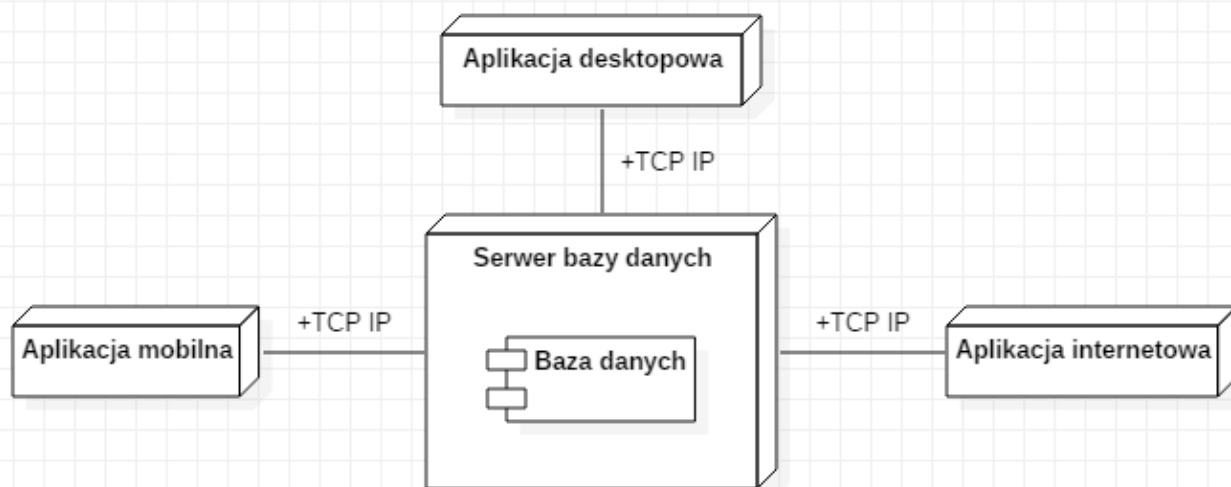 Aplikacja desktopowa
+TCP IP
Serwer bazy danych
+TCP IP
+TCP IP
Aplikacja mobilna
Baza danych
Aplikacja internetowa